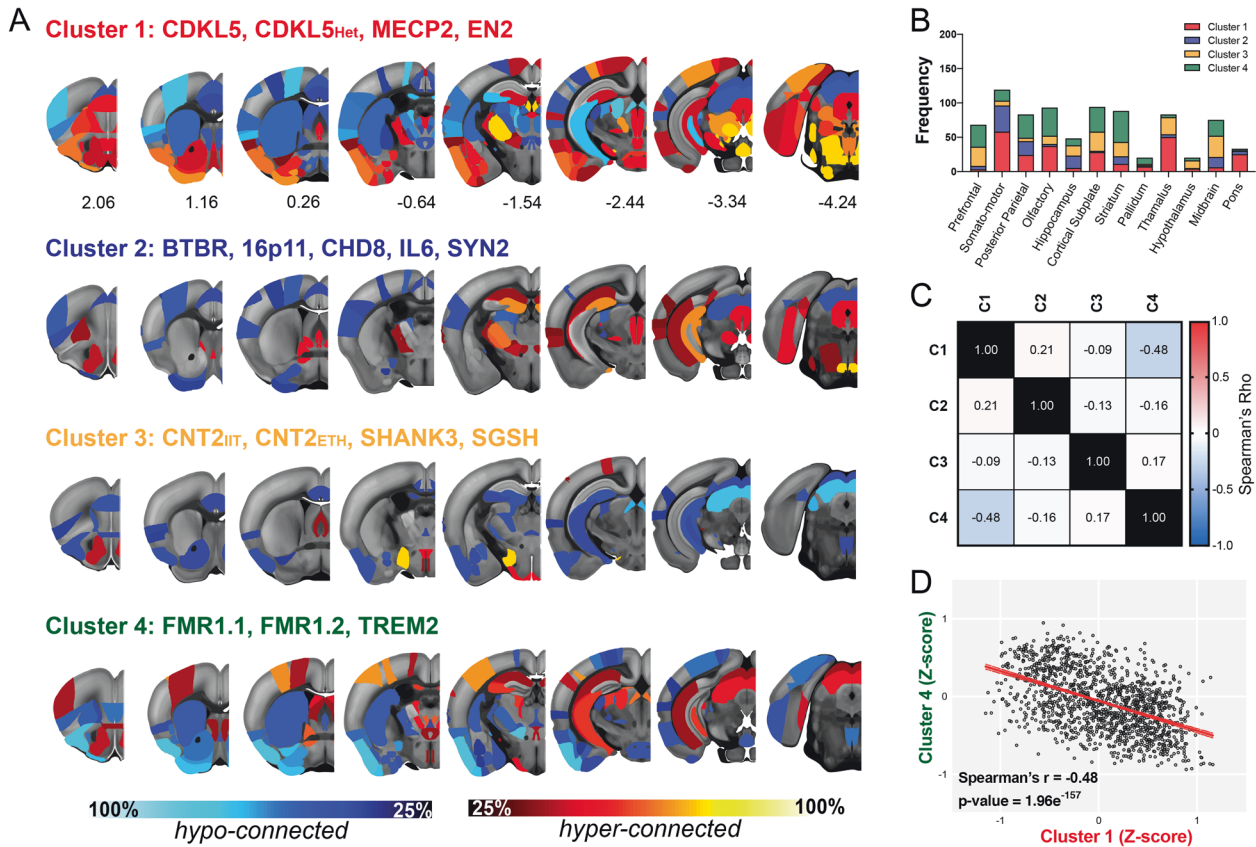 A
Cluster 1: CDKL5, CDKL5Het, MECP2, EN2
2.06 1.16 0.26 -0.64 -1.54 -2.44 -3.34 -4.24
Cluster 2: BTBR, 16p11, CHD8, IL6, SYN2
Cluster 3: CNT2IIT, CNT2ETH, SHANK3, SGSH
Cluster 4: FMR1.1, FMR1.2, TREM2
100% 25%
hypo-connected
25% 100%
hyper-connected
B
Frequency
200
150
100
50
0
Cluster 1
Cluster 2
Cluster 3
Cluster 4
Prefrontal
Somato-motor
Posterior Parietal
Olfactory
Hippocampus
Cortical Subplate
Striatum
Pallidum
Thalamus
Hypothalamus
Midbrain
Pons
C
C1 C2 C3 C4
C1 1.00 0.21 -0.09 -0.48
C2 0.21 1.00 -0.13 -0.16
C3 -0.09 -0.13 1.00 0.17
C4 -0.48 -0.16 0.17 1.00
1.0
0.5
0
-0.5
-1.0
Spearman's Rho
D
Cluster 4 (Z-score)
1
0
-1
Spearman's r = -0.48
p-value = 1.96e-157
-1 0 1
Cluster 1 (Z-score)